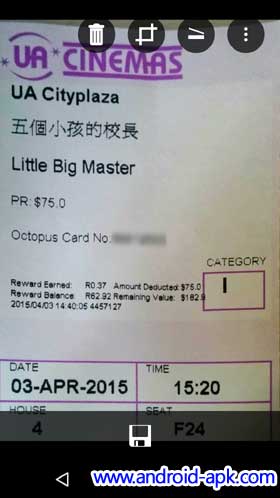 UA CINEMAS
UA Cityplaza
五個小孩的校長
Little Big Master
PR: $75.0
Octopus Card No.
CATEGORY
I
Reward Earned: R0.37 Amount Deducted: $75.0
Reward Balance: R62.92 Remaining Value: $182.9
2015/04/03 14:40:05 4457127
DATE TIME
03-APR-2015 15:20
HOUSE SEAT
4 F24
www.android-apk.com